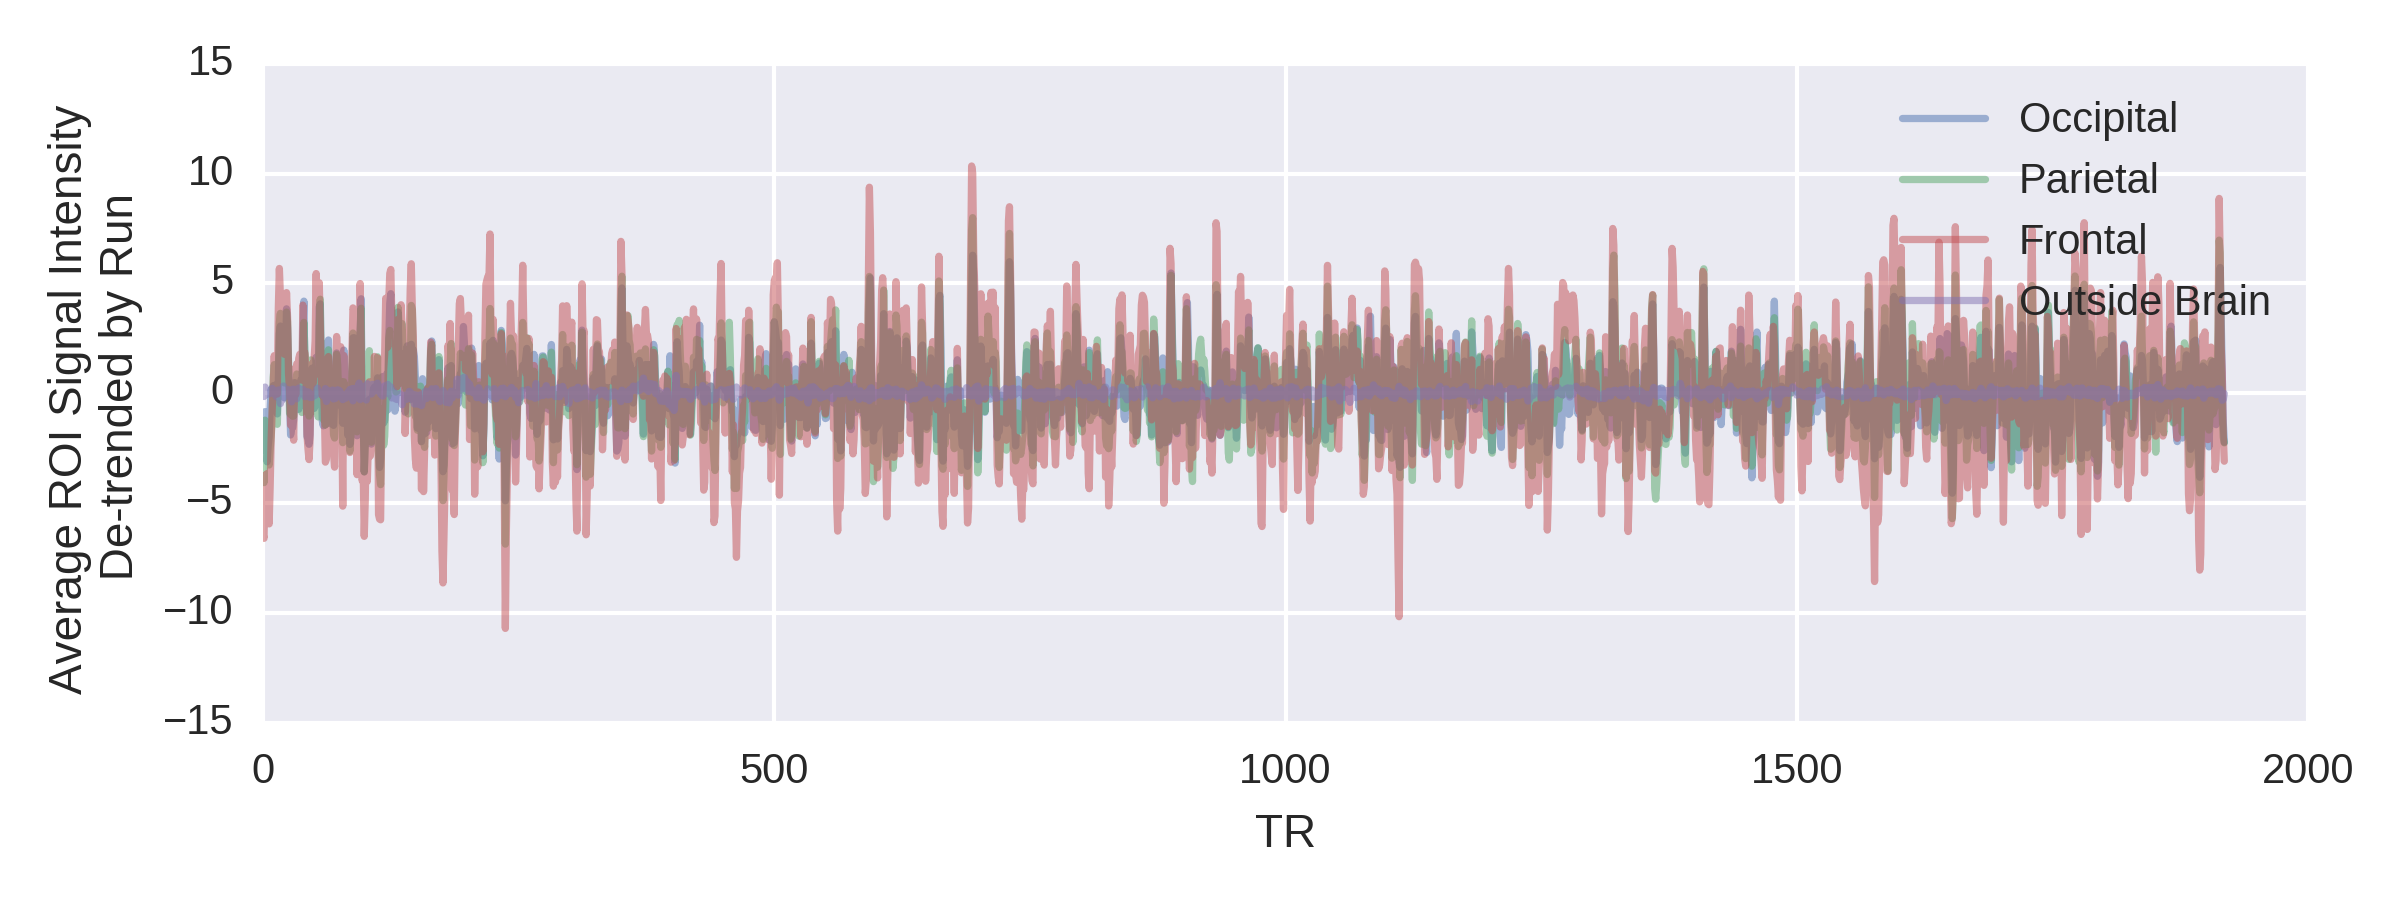 Average ROI Signal Intensity
De-trended by Run
15
10
5
0
−5
−10
−15
0 500 1000 1500 2000
TR
Occipital
Parietal
Frontal
Outside Brain